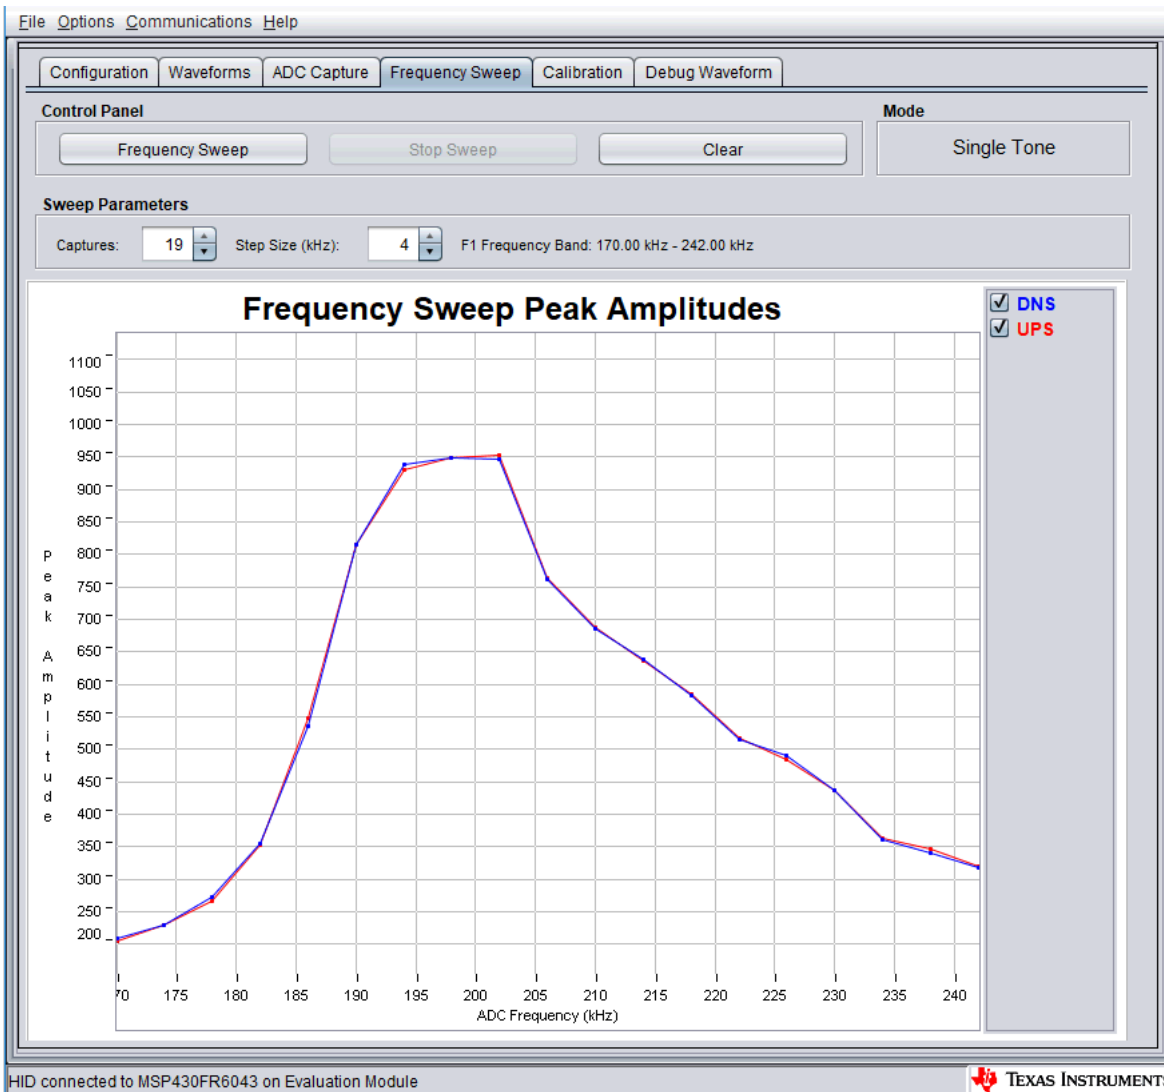 File Options Communications Help
Configuration Waveforms ADC Capture Frequency Sweep Calibration Debug Waveform
Control Panel
Mode
Frequency Sweep Stop Sweep Clear
Single Tone
Sweep Parameters
Captures: 19 Step Size (kHz): 4 F1 Frequency Band: 170.00 kHz - 242.00 kHz
Frequency Sweep Peak Amplitudes
DNS
UPS
1100
1050
1000
950
900
850
800
750
700
650
600
550
500
450
400
350
300
250
200
Peak Amplitude
70 175 180 185 190 195 200 205 210 215 220 225 230 235 240
ADC Frequency (kHz)
HID connected to MSP430FR6043 on Evaluation Module
TEXAS INSTRUMENTS